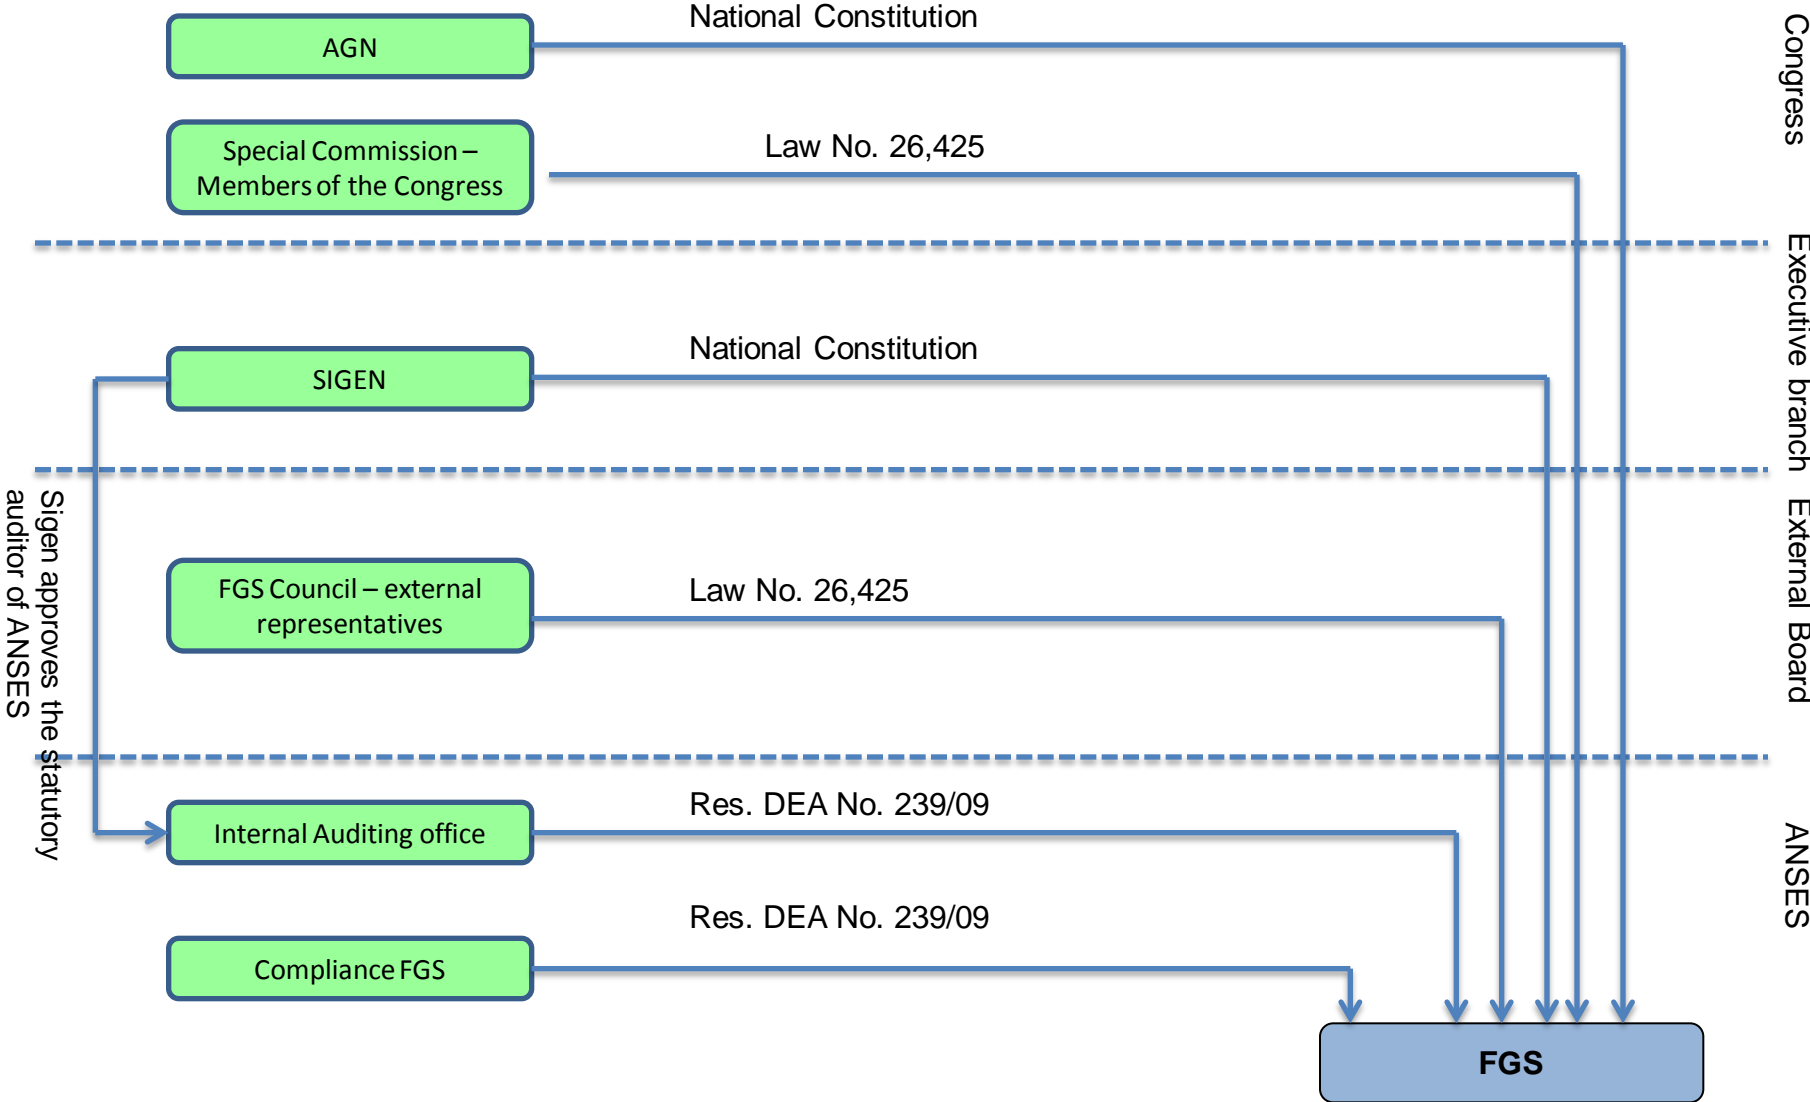 National Constitution
AGN
Congress
Law No. 26,425
Special Commission –
Members of the Congress
Executive branch
National Constitution
SIGEN
External Board
Sigen approves the statutory
auditor of ANSES
FGS Council – external
representatives
Law No. 26,425
Res. DEA No. 239/09
Internal Auditing office
ANSES
Res. DEA No. 239/09
Compliance FGS
FGS